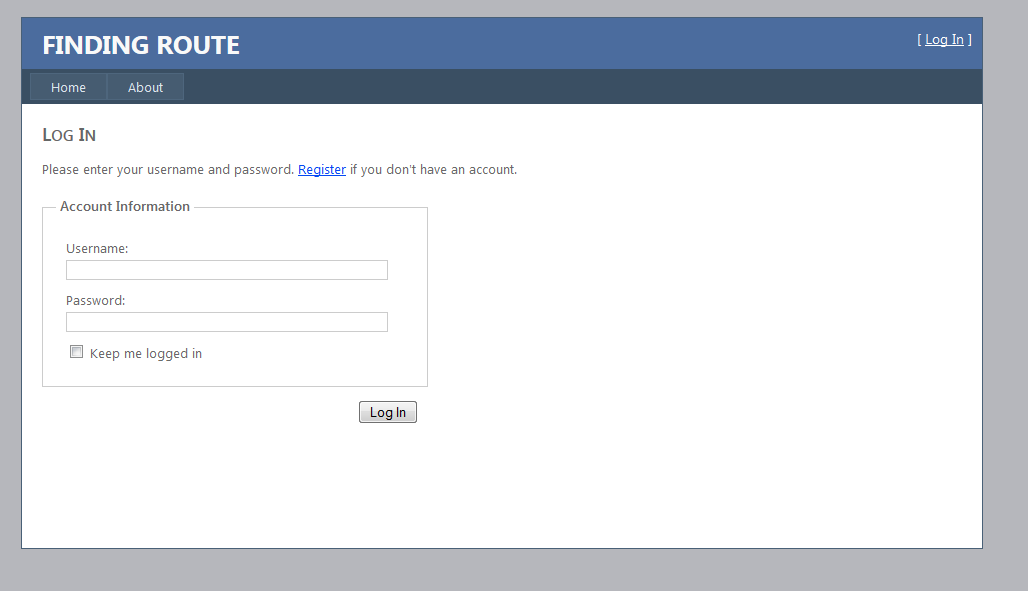 FINDING ROUTE
[ Log In ]
Home
About
LOG IN
Please enter your username and password. Register if you don't have an account.
Account Information
Username:
Password:
Keep me logged in
Log In